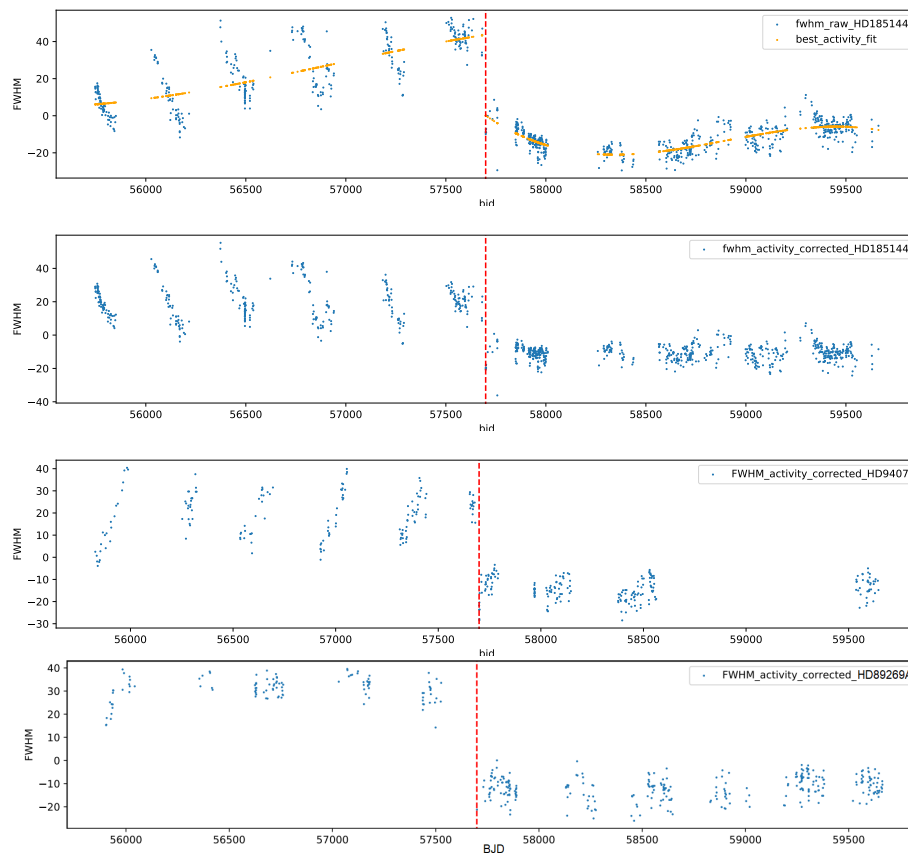 fwhm_raw_HD185144
best_activity_fit
FWHM
40
20
0
−20
56000 56500 57000 57500 58000 58500 59000 59500
fwhm_activity_corrected_HD185144
FWHM
40
20
0
−20
−40
56000 56500 57000 57500 58000 58500 59000 59500
FWHM_activity_corrected_HD9407
FWHM
40
30
20
10
0
−10
−20
−30
56000 56500 57000 57500 58000 58500 59000 59500
FWHM_activity_corrected_HD89269A
FWHM
40
30
20
10
0
−10
−20
56000 56500 57000 57500 58000 58500 59000 59500
BJD